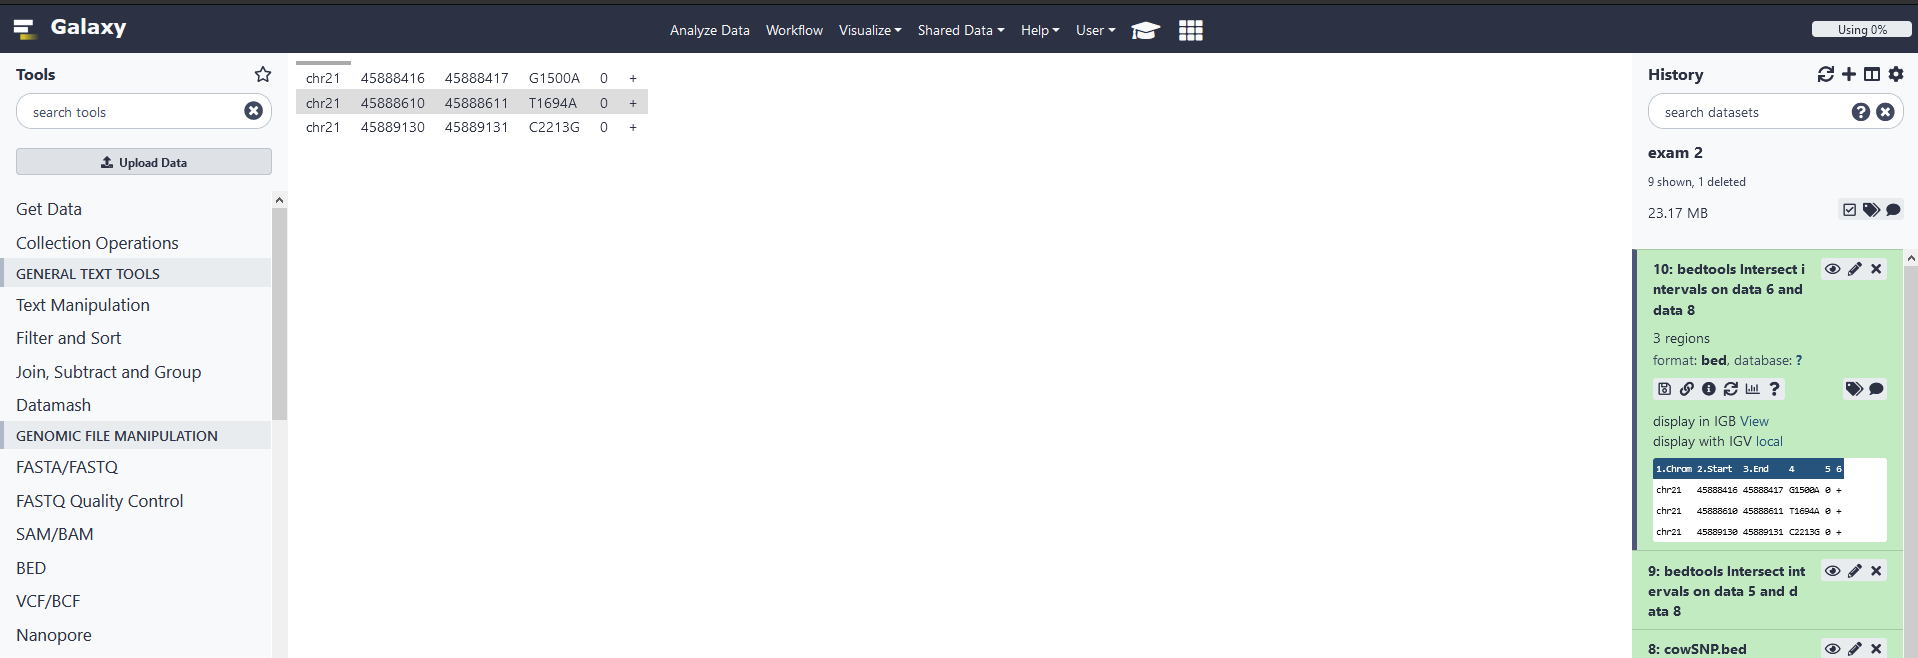 Galaxy
Analyze Data Workflow Visualize Shared Data Help User
Using 0%
Tools
search tools
Upload Data
Get Data
Collection Operations
GENERAL TEXT TOOLS
Text Manipulation
Filter and Sort
Join, Subtract and Group
Datamash
GENOMIC FILE MANIPULATION
FASTA/FASTQ
FASTQ Quality Control
SAM/BAM
BED
VCF/BCF
Nanopore
chr21 45888416 45888417 G1500A 0 +
chr21 45888610 45888611 T1694A 0 +
chr21 45889130 45889131 C2213G 0 +
History
search datasets
exam 2
9 shown, 1 deleted
23.17 MB
10: bedtools Intersect i
ntervals on data 6 and
data 8
3 regions
format: bed, database: ?
display in IGB View
display with IGV local
1.Chrom 2.Start 3.End 4 5 6
chr21 45888416 45888417 G1500A 0 +
chr21 45888610 45888611 T1694A 0 +
chr21 45889130 45889131 C2213G 0 +
9: bedtools Intersect int
ervals on data 5 and d
ata 8
8: cowSNP.bed